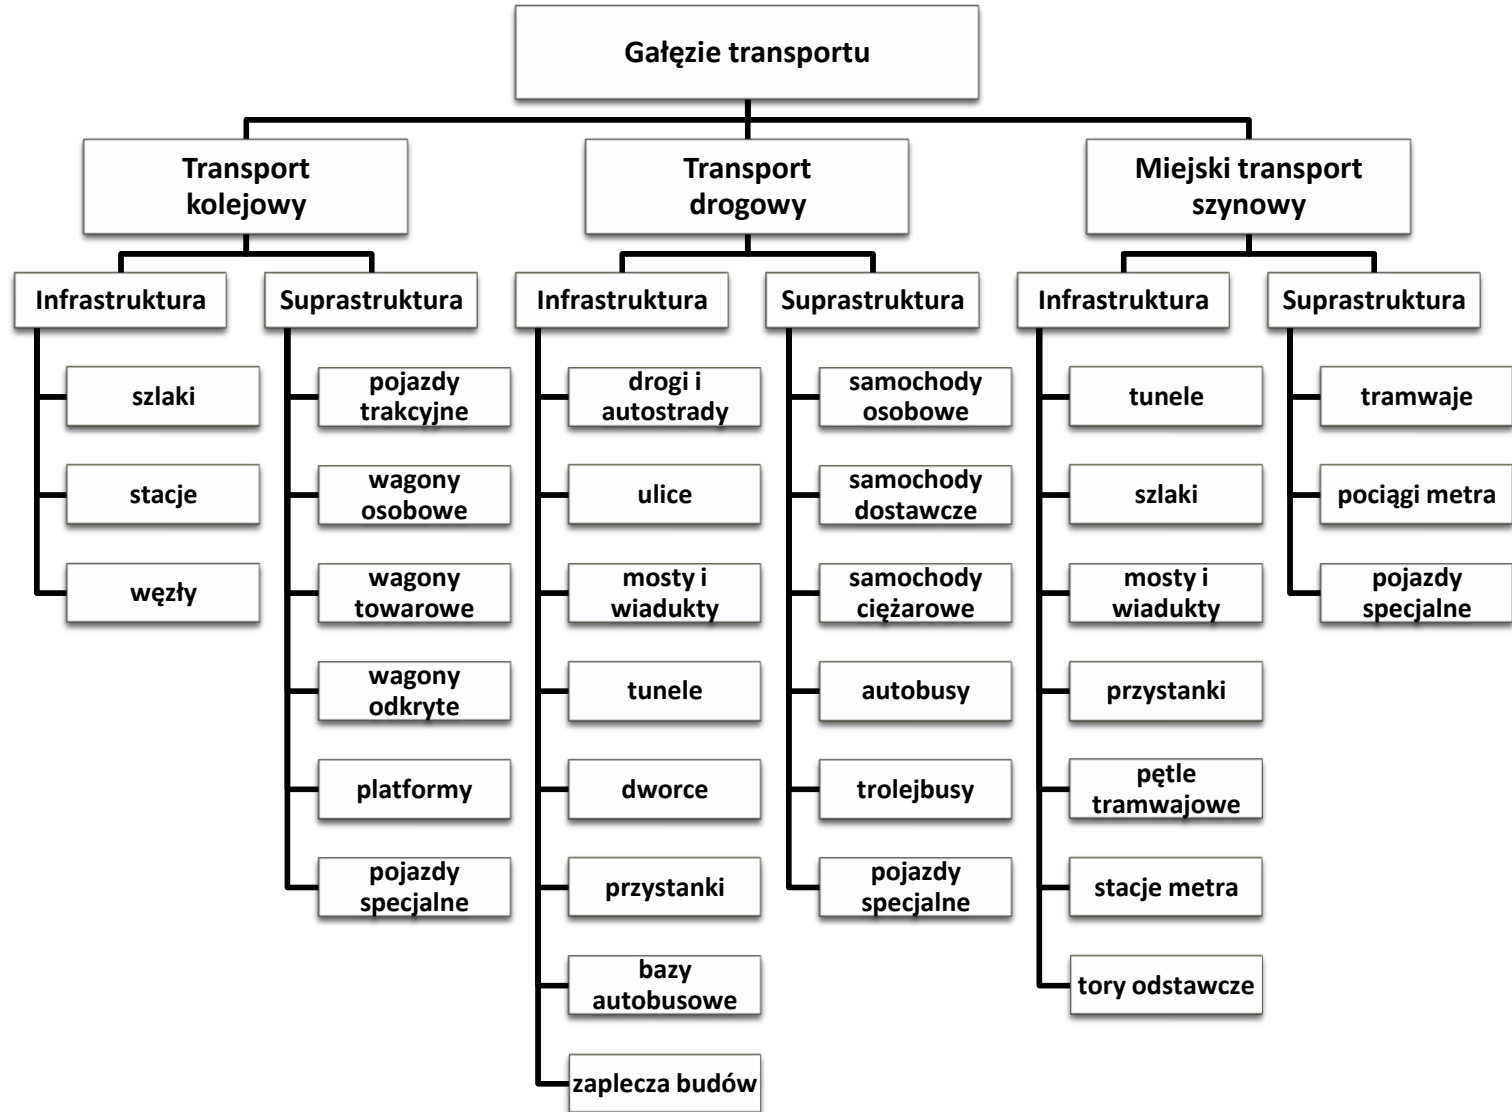 Gałęzie transportu
Transport
kolejowy
Infrastruktura
szlaki
stacje
węzły
Suprastruktura
pojazdy
trakcyjne
wagony
osobowe
wagony
towarowe
wagony
odkryte
platformy
pojazdy
specjalne
Transport
drogowy
Infrastruktura
drogi i
autostrady
ulice
mosty i
wiadukty
tunele
dworce
przystanki
bazy
autobusowe
zaplecza budów
Suprastruktura
samochody
osobowe
samochody
dostawcze
samochody
ciężarowe
autobusy
trolejbusy
pojazdy
specjalne
Miejski transport
szynowy
Infrastruktura
tunele
szlaki
mosty i
wiadukty
przystanki
pętle
tramwajowe
stacje metra
tory odstawcze
Suprastruktura
tramwaje
pociągi metra
pojazdy
specjalne